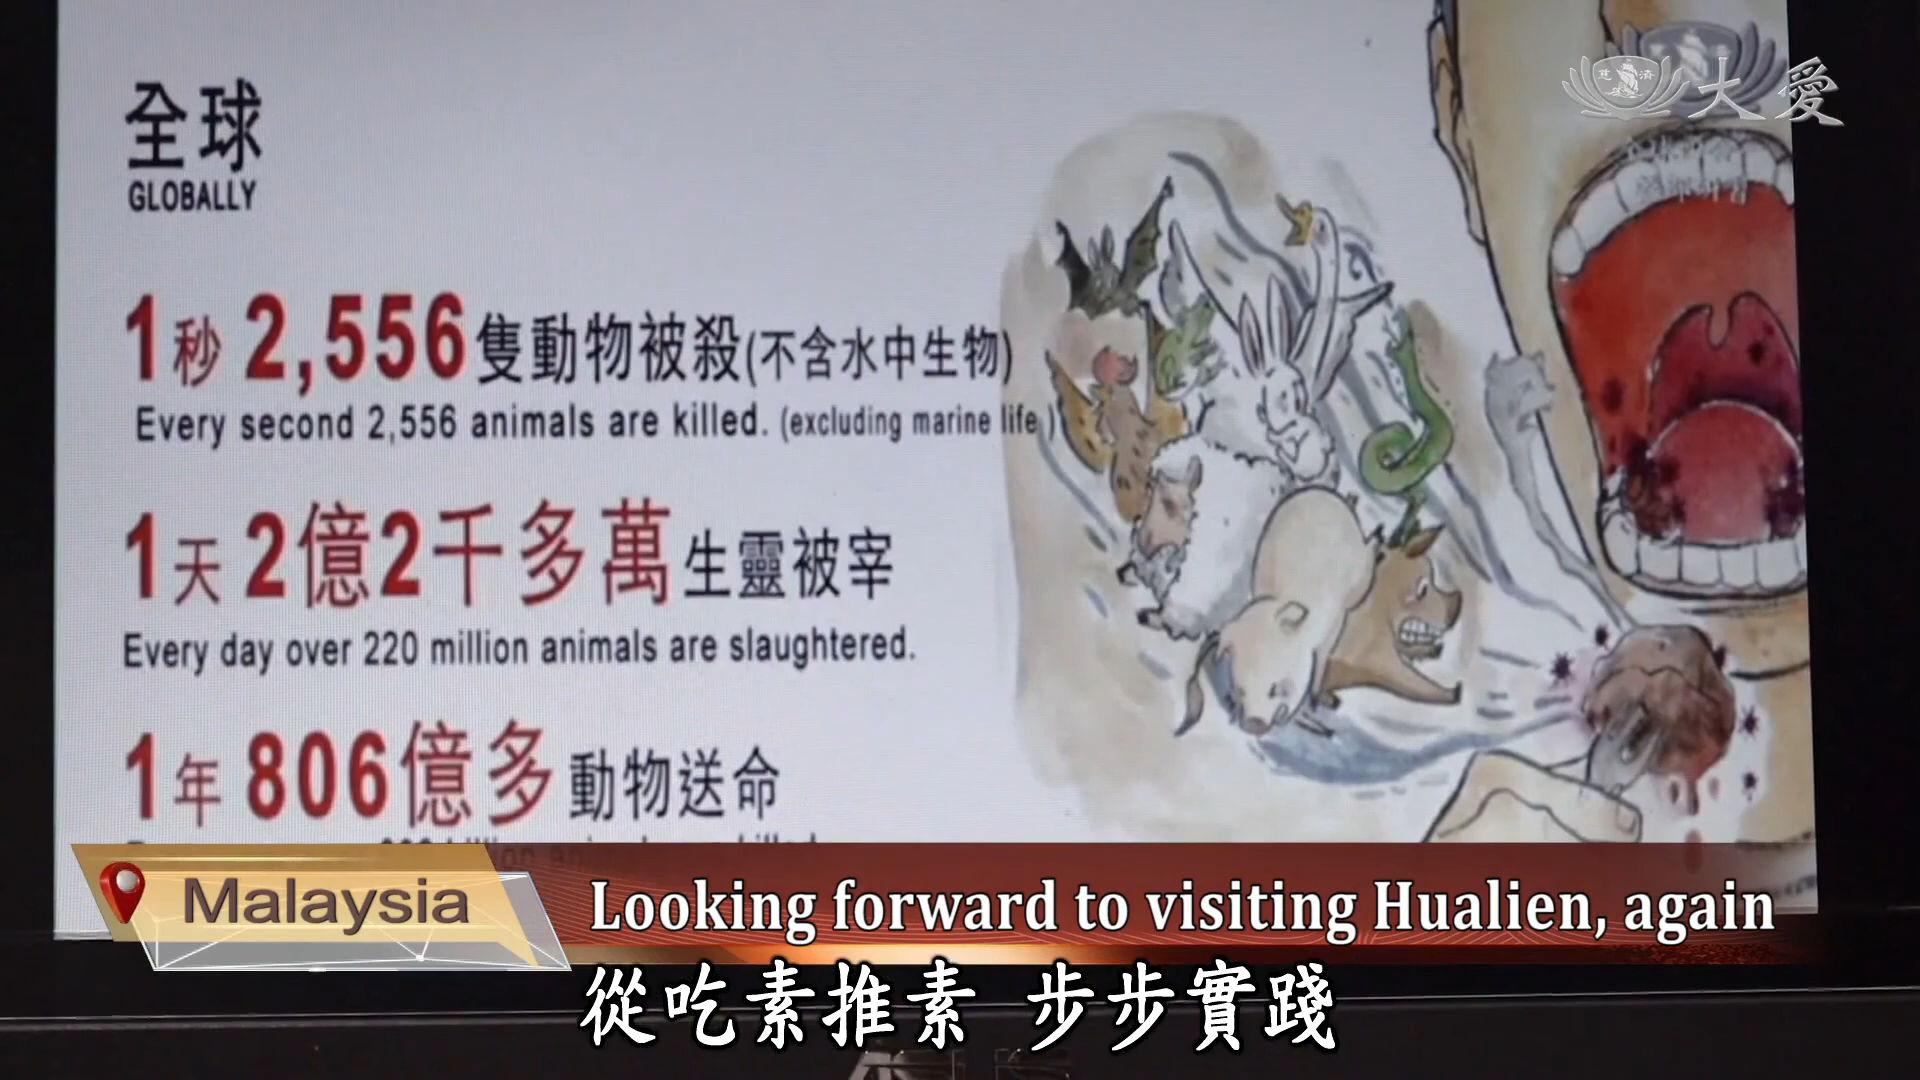 大愛
全球
GLOBALLY
1秒 2,556隻動物被殺(不含水中生物)
Every second 2,556 animals are killed. (excluding marine life )
1天 2億2千多萬生靈被宰
Every day over 220 million animals are slaughtered.
1年 806億多動物送命
Malaysia
Looking forward to visiting Hualien, again
從吃素推素 步步實踐